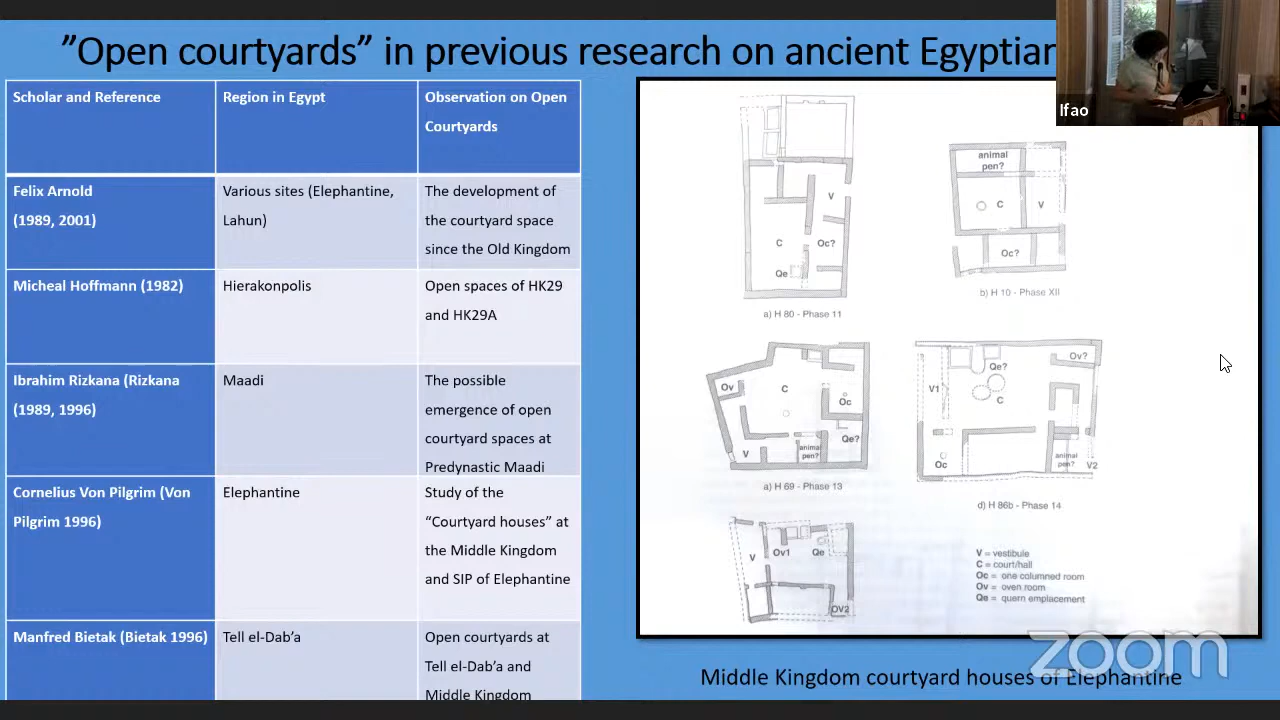 ”Open courtyards” in previous research on ancient Egyptian
Ifao
Scholar and Reference
Region in Egypt
Observation on Open
Courtyards
Felix Arnold
(1989, 2001)
Various sites (Elephantine,
Lahun)
The development of
the courtyard space
since the Old Kingdom
Micheal Hoffmann (1982)
Hierakonpolis
Open spaces of HK29
and HK29A
Ibrahim Rizkana (Rizkana
(1989, 1996)
Maadi
The possible
emergence of open
courtyard spaces at
Predynastic Maadi
Cornelius Von Pilgrim (Von
Pilgrim 1996)
Elephantine
Study of the
“Courtyard houses” at
the Middle Kingdom
and SIP of Elephantine
Manfred Bietak (Bietak 1996)
Tell el-Dab’a
Open courtyards at
Tell el-Dab’a and
Middle Kingdom
V
C
Oc?
Qe
a) H 80 - Phase 11
animal
pen?
C
V
Oc?
b) H 10 - Phase XII
Ov
C
Oc
Qe?
V
animal
pen?
a) H 69 - Phase 13
Ov?
Qe?
V1
C
Oc
animal
pen?
V2
d) H 86b - Phase 14
V
Ov1
Qe
OV2
V = vestibule
C = court/hall
Oc = one columned room
Ov = oven room
Qe = quern emplacement
zoom
Middle Kingdom courtyard houses of Elephantine